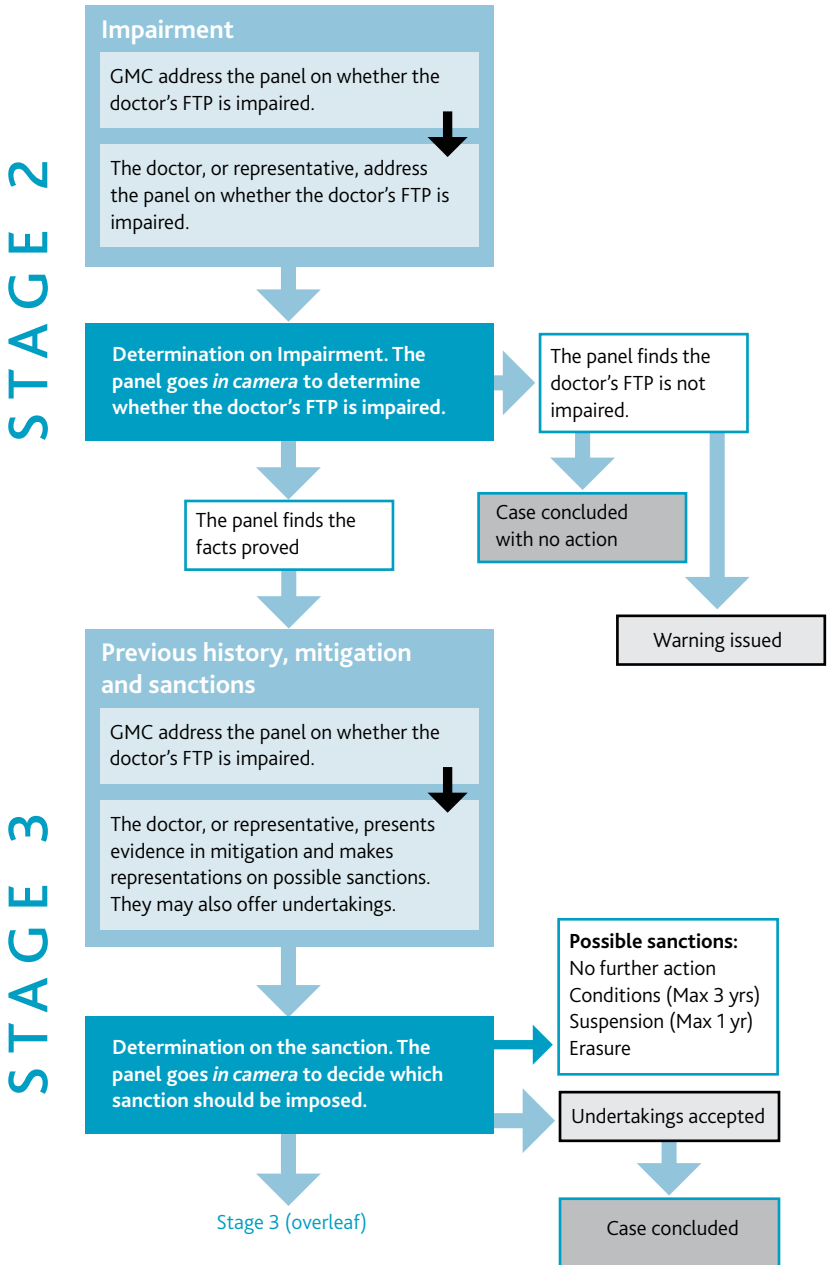 STAGE 2
Impairment
GMC address the panel on whether the
doctor's FTP is impaired.
The doctor, or representative, address
the panel on whether the doctor's FTP is
impaired.
Determination on Impairment. The
panel goes in camera to determine
whether the doctor's FTP is impaired.
The panel finds the
doctor's FTP is not
impaired.
Case concluded
with no action
Warning issued
The panel finds the
facts proved
STAGE 3
Previous history, mitigation
and sanctions
GMC address the panel on whether the
doctor's FTP is impaired.
The doctor, or representative, presents
evidence in mitigation and makes
representations on possible sanctions.
They may also offer undertakings.
Determination on the sanction. The
panel goes in camera to decide which
sanction should be imposed.
Possible sanctions:
No further action
Conditions (Max 3 yrs)
Suspension (Max 1 yr)
Erasure
Undertakings accepted
Case concluded
Stage 3 (overleaf)